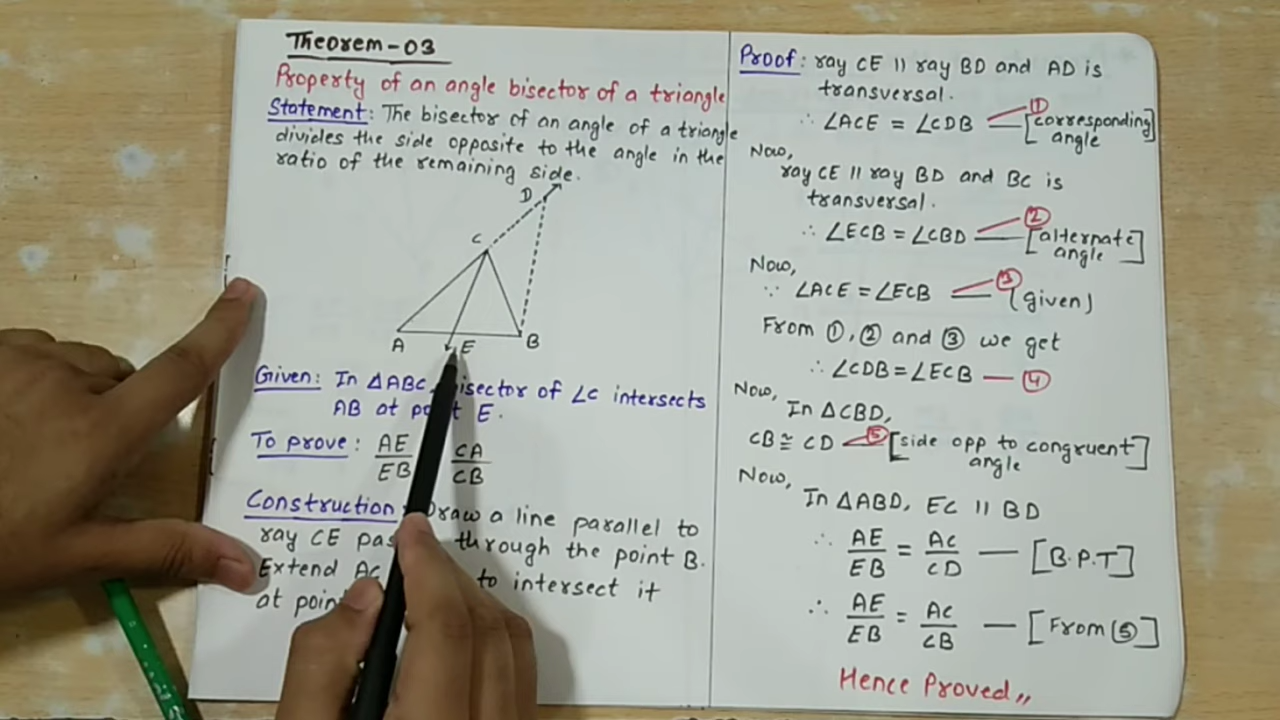 Theorem-03
Property of an angle bisector of a triangle
Statement: The bisector of an angle of a triangle
divides the side opposite to the angle in the
ratio of the remaining side.
D
C
A
E
B
Given: In ΔABC, bisector of ∠C intersects
AB at point E.
To prove: AE/EB CA/CB
Construction Draw a line parallel to
ray CE through the point B.
Extend AC to intersect it
at
Proof: ray CE || ray BD and AD is
transversal.
∴ ∠ACE = ∠CDB — ① [corresponding
angle]
Now,
ray CE || ray BD and BC is
transversal.
∴ ∠ECB = ∠CBD — ② [alternate
angle]
Now,
∵ ∠ACE = ∠ECB — ③ (given)
From ①, ② and ③ we get
∴ ∠CDB = ∠ECB — ④
Now,
In ΔCBD,
CB ≅ CD — ⑤ [side opp to congruent
angle]
Now,
In ΔABD, EC || BD
∴ AE/EB = AC/CD — [B.P.T]
∴ AE/EB = AC/CB — [From ⑤]
Hence Proved,,